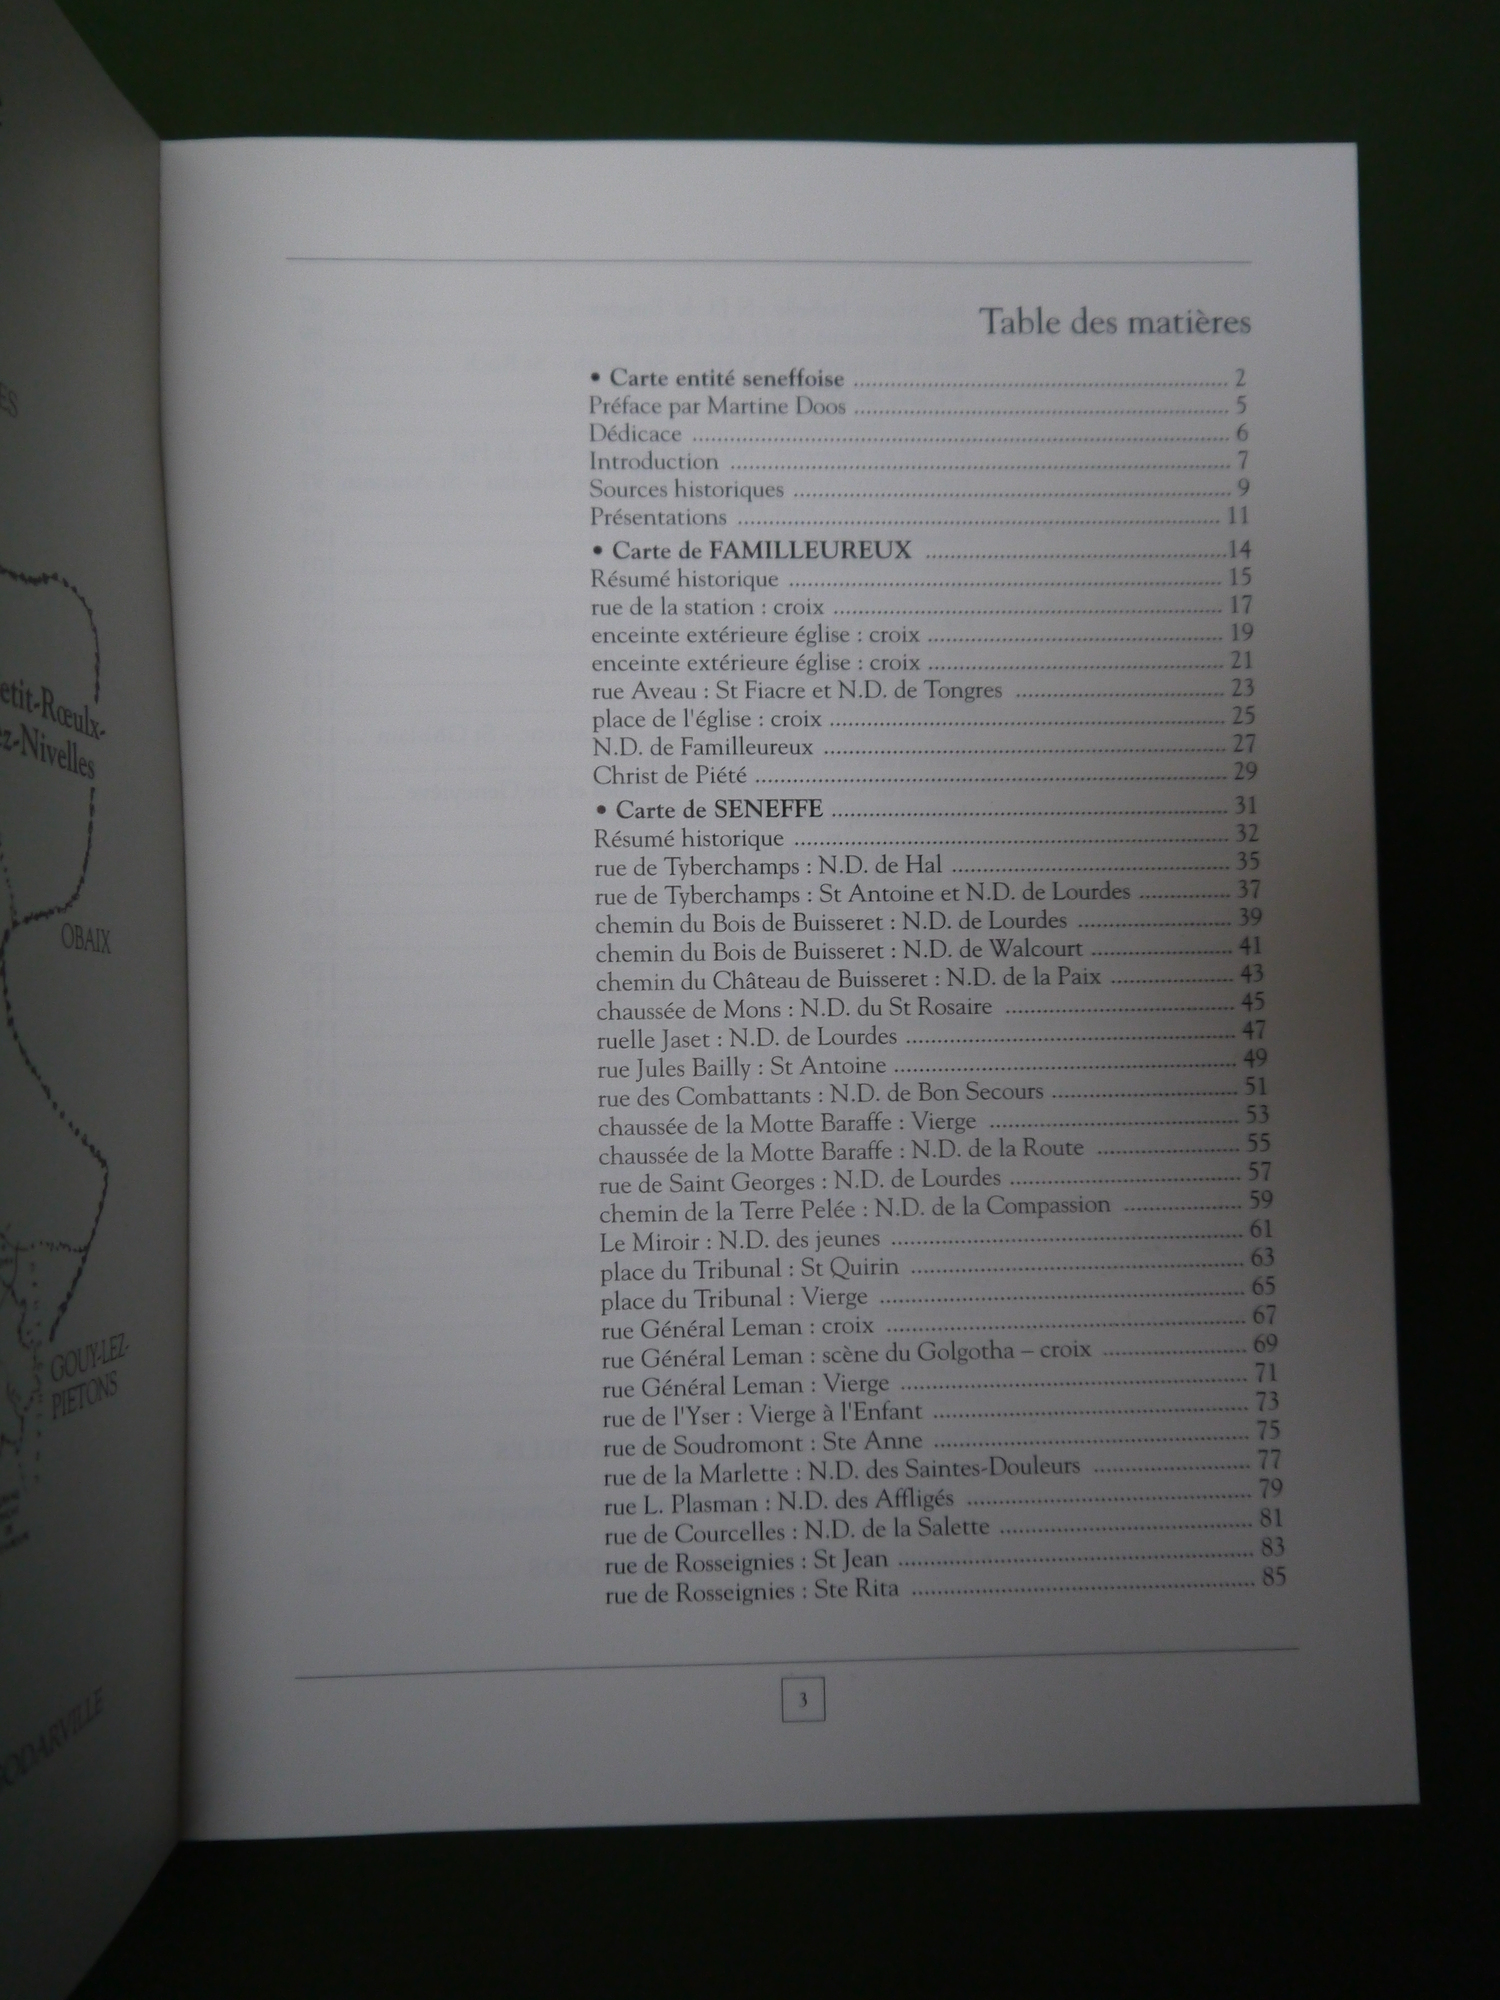 etit-Rœulx-
z-Nivelles
OBAIX
GOUY-LEZ-
PIETONS
ODARVILLE
Table des matières
• Carte entité seneffoise ........ 2
Préface par Martine Doos ........ 5
Dédicace ........ 6
Introduction ........ 7
Sources historiques ........ 9
Présentations ........ 11
• Carte de FAMILLEUREUX ........ 14
Résumé historique ........ 15
rue de la station : croix ........ 17
enceinte extérieure église : croix ........ 19
enceinte extérieure église : croix ........ 21
rue Aveau : St Fiacre et N.D. de Tongres ........ 23
place de l'église : croix ........ 25
N.D. de Familleureux ........ 27
Christ de Piété ........ 29
• Carte de SENEFFE ........ 31
Résumé historique ........ 32
rue de Tyberchamps : N.D. de Hal ........ 35
rue de Tyberchamps : St Antoine et N.D. de Lourdes ........ 37
chemin du Bois de Buisseret : N.D. de Lourdes ........ 39
chemin du Bois de Buisseret : N.D. de Walcourt ........ 41
chemin du Château de Buisseret : N.D. de la Paix ........ 43
chaussée de Mons : N.D. du St Rosaire ........ 45
ruelle Jaset : N.D. de Lourdes ........ 47
rue Jules Bailly : St Antoine ........ 49
rue des Combattants : N.D. de Bon Secours ........ 51
chaussée de la Motte Baraffe : Vierge ........ 53
chaussée de la Motte Baraffe : N.D. de la Route ........ 55
rue de Saint Georges : N.D. de Lourdes ........ 57
chemin de la Terre Pelée : N.D. de la Compassion ........ 59
Le Miroir : N.D. des jeunes ........ 61
place du Tribunal : St Quirin ........ 63
place du Tribunal : Vierge ........ 65
rue Général Leman : croix ........ 67
rue Général Leman : scène du Golgotha – croix ........ 69
rue Général Leman : Vierge ........ 71
rue de l'Yser : Vierge à l'Enfant ........ 73
rue de Soudromont : Ste Anne ........ 75
rue de la Marlette : N.D. des Saintes-Douleurs ........ 77
rue L. Plasman : N.D. des Affligés ........ 79
rue de Courcelles : N.D. de la Salette ........ 81
rue de Rosseignies : St Jean ........ 83
rue de Rosseignies : Ste Rita ........ 85
3